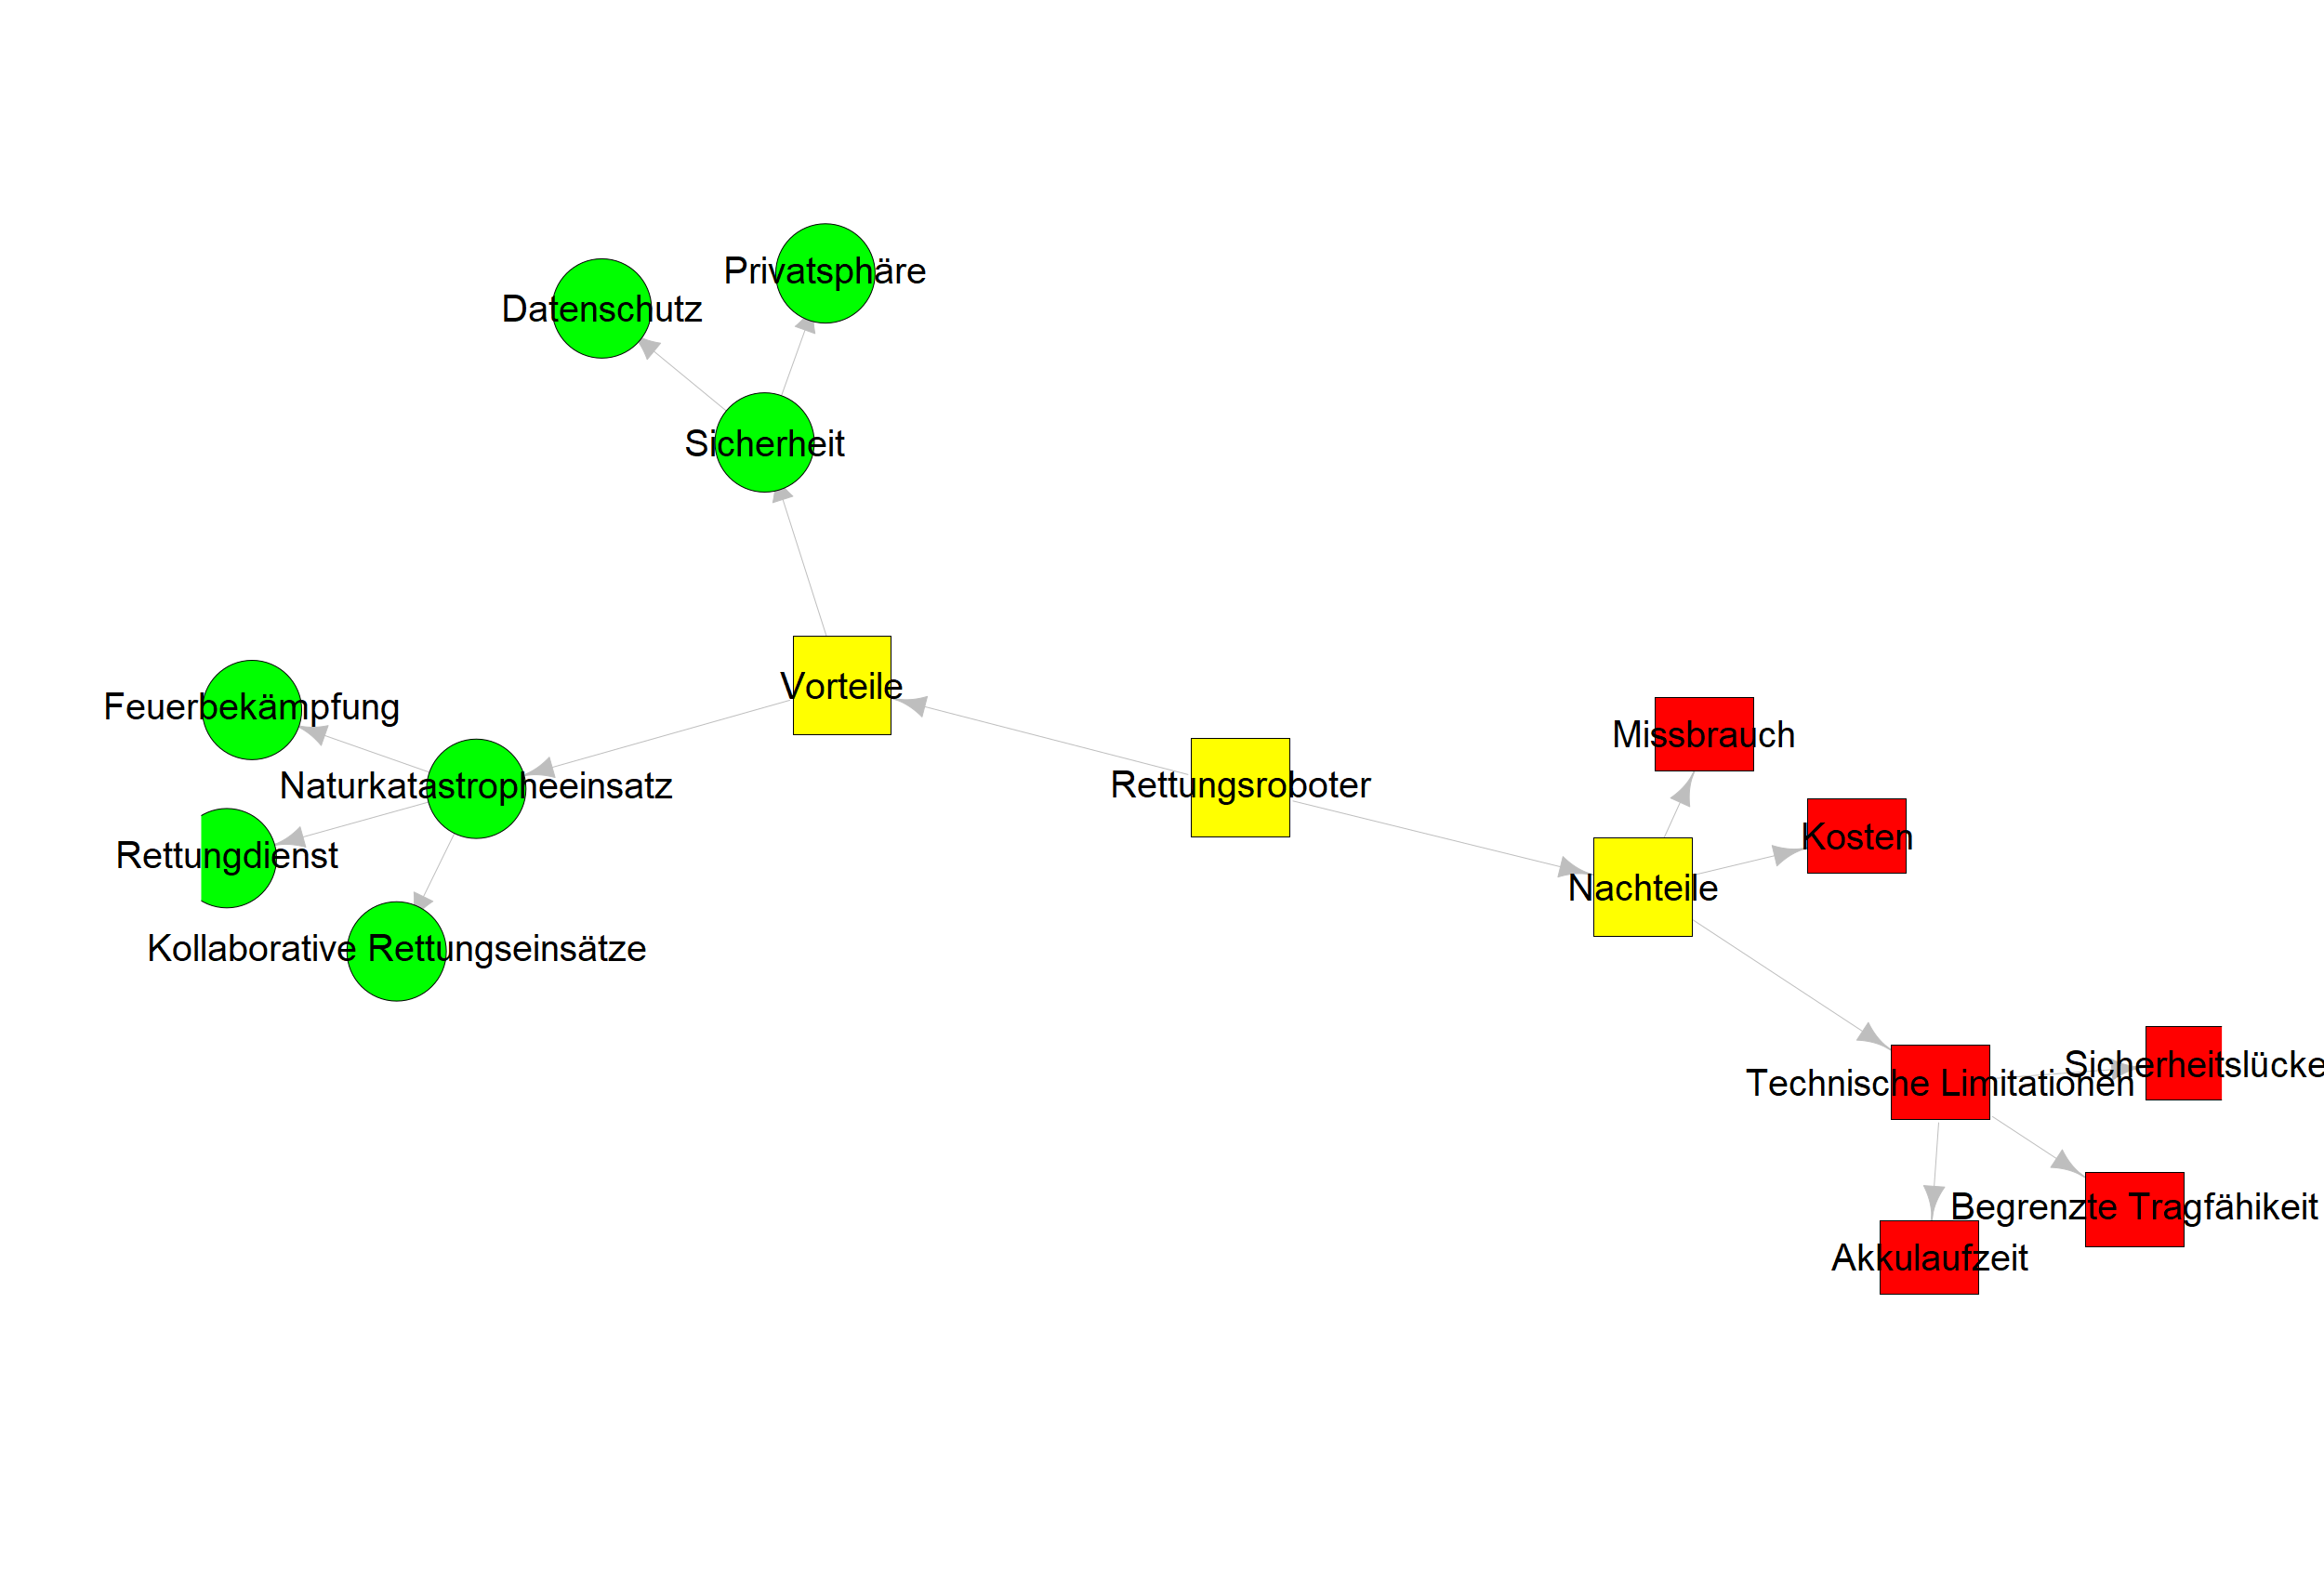 Privatsphäre
Datenschutz
Sicherheit
Vorteile
Feuerbekämpfung
Naturkatastropheeinsatz
Rettungdienst
Kollaborative Rettungseinsätze
Rettungsroboter
Missbrauch
Kosten
Nachteile
Sicherheitslücke
Technische Limitationen
Begrenzte Tragfähikeit
Akkulaufzeit